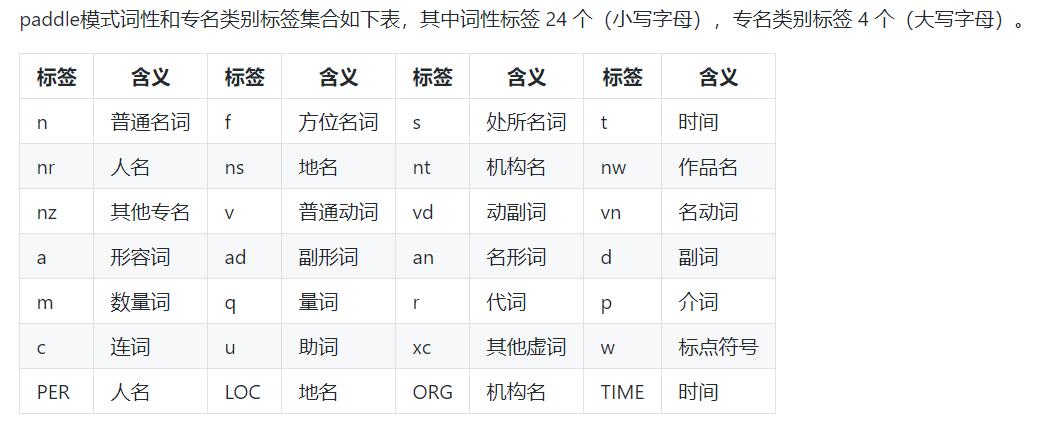 paddle模式词性和专名类别标签集合如下表，其中词性标签 24 个（小写字母），专名类别标签 4 个（大写字母）。
标签 含义 标签 含义 标签 含义 标签 含义
n 普通名词 f 方位名词 s 处所名词 t 时间
nr 人名 ns 地名 nt 机构名 nw 作品名
nz 其他专名 v 普通动词 vd 动副词 vn 名动词
a 形容词 ad 副形词 an 名形词 d 副词
m 数量词 q 量词 r 代词 p 介词
c 连词 u 助词 xc 其他虚词 w 标点符号
PER 人名 LOC 地名 ORG 机构名 TIME 时间